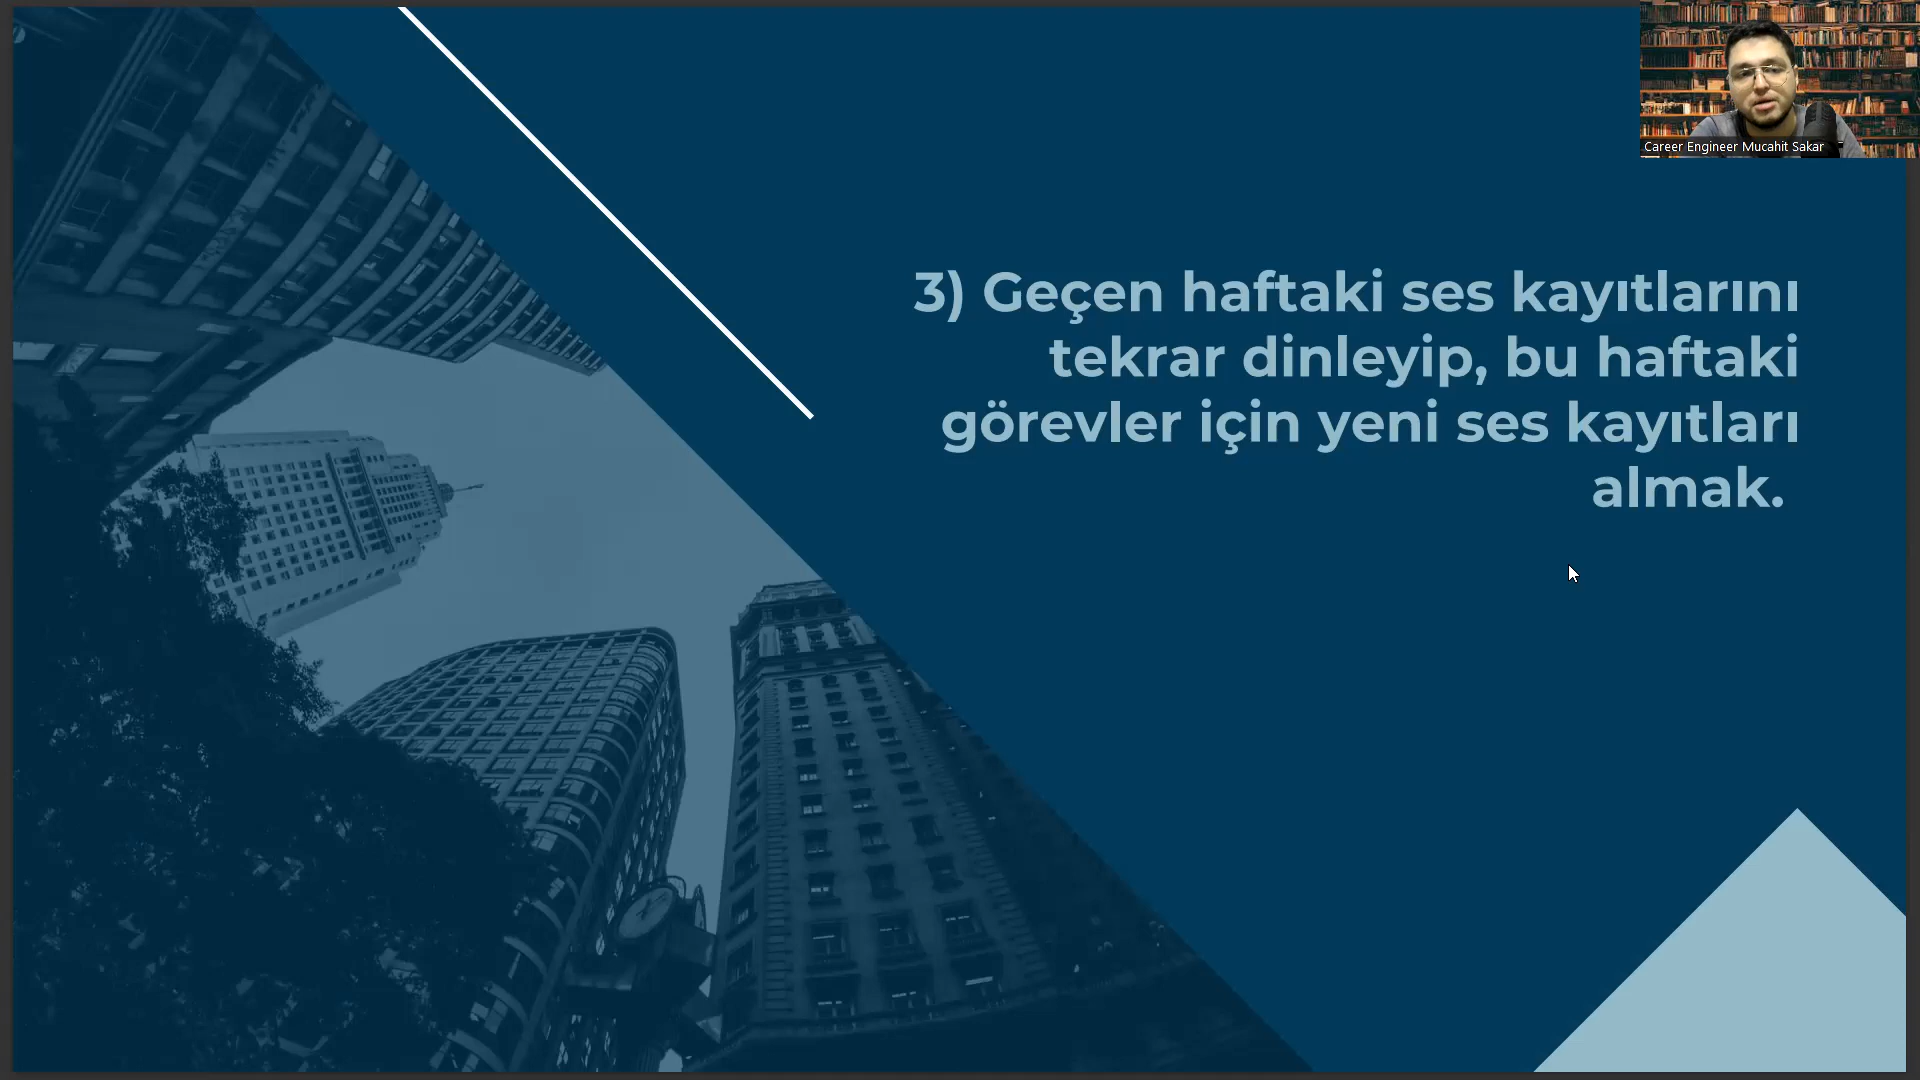 Career Engineer Mucahit Sakar
3) Geçen haftaki ses kayıtlarını
tekrar dinleyip, bu haftaki
görevler için yeni ses kayıtları
almak.